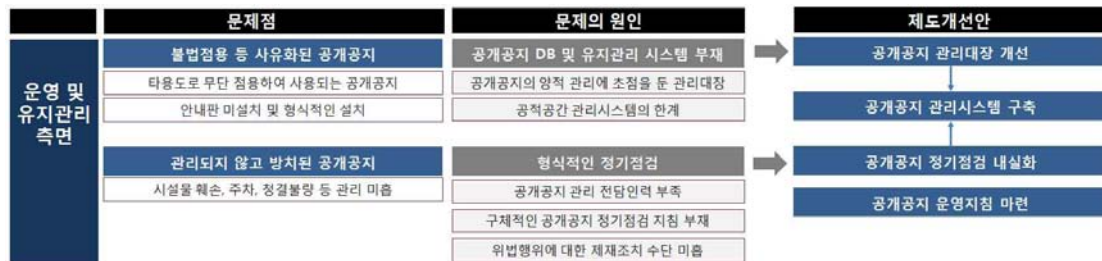 문제점
문제의 원인
제도개선안
운영 및
유지관리
측면
불법점용 등 사유화된 공개공지
타용도로 무단 점용하여 사용되는 공개공지
안내판 미설치 및 형식적인 설치
공개공지 DB 및 유지관리 시스템 부재
공개공지의 양적 관리에 초점을 둔 관리대장
공적공간 관리시스템의 한계
공개공지 관리대장 개선
공개공지 관리시스템 구축
관리되지 않고 방치된 공개공지
시설물 훼손, 주차, 청결불량 등 관리 미흡
형식적인 정기점검
공개공지 관리 전담인력 부족
구체적인 공개공지 정기점검 지침 부재
위법행위에 대한 제재조치 수단 미흡
공개공지 정기점검 내실화
공개공지 운영지침 마련